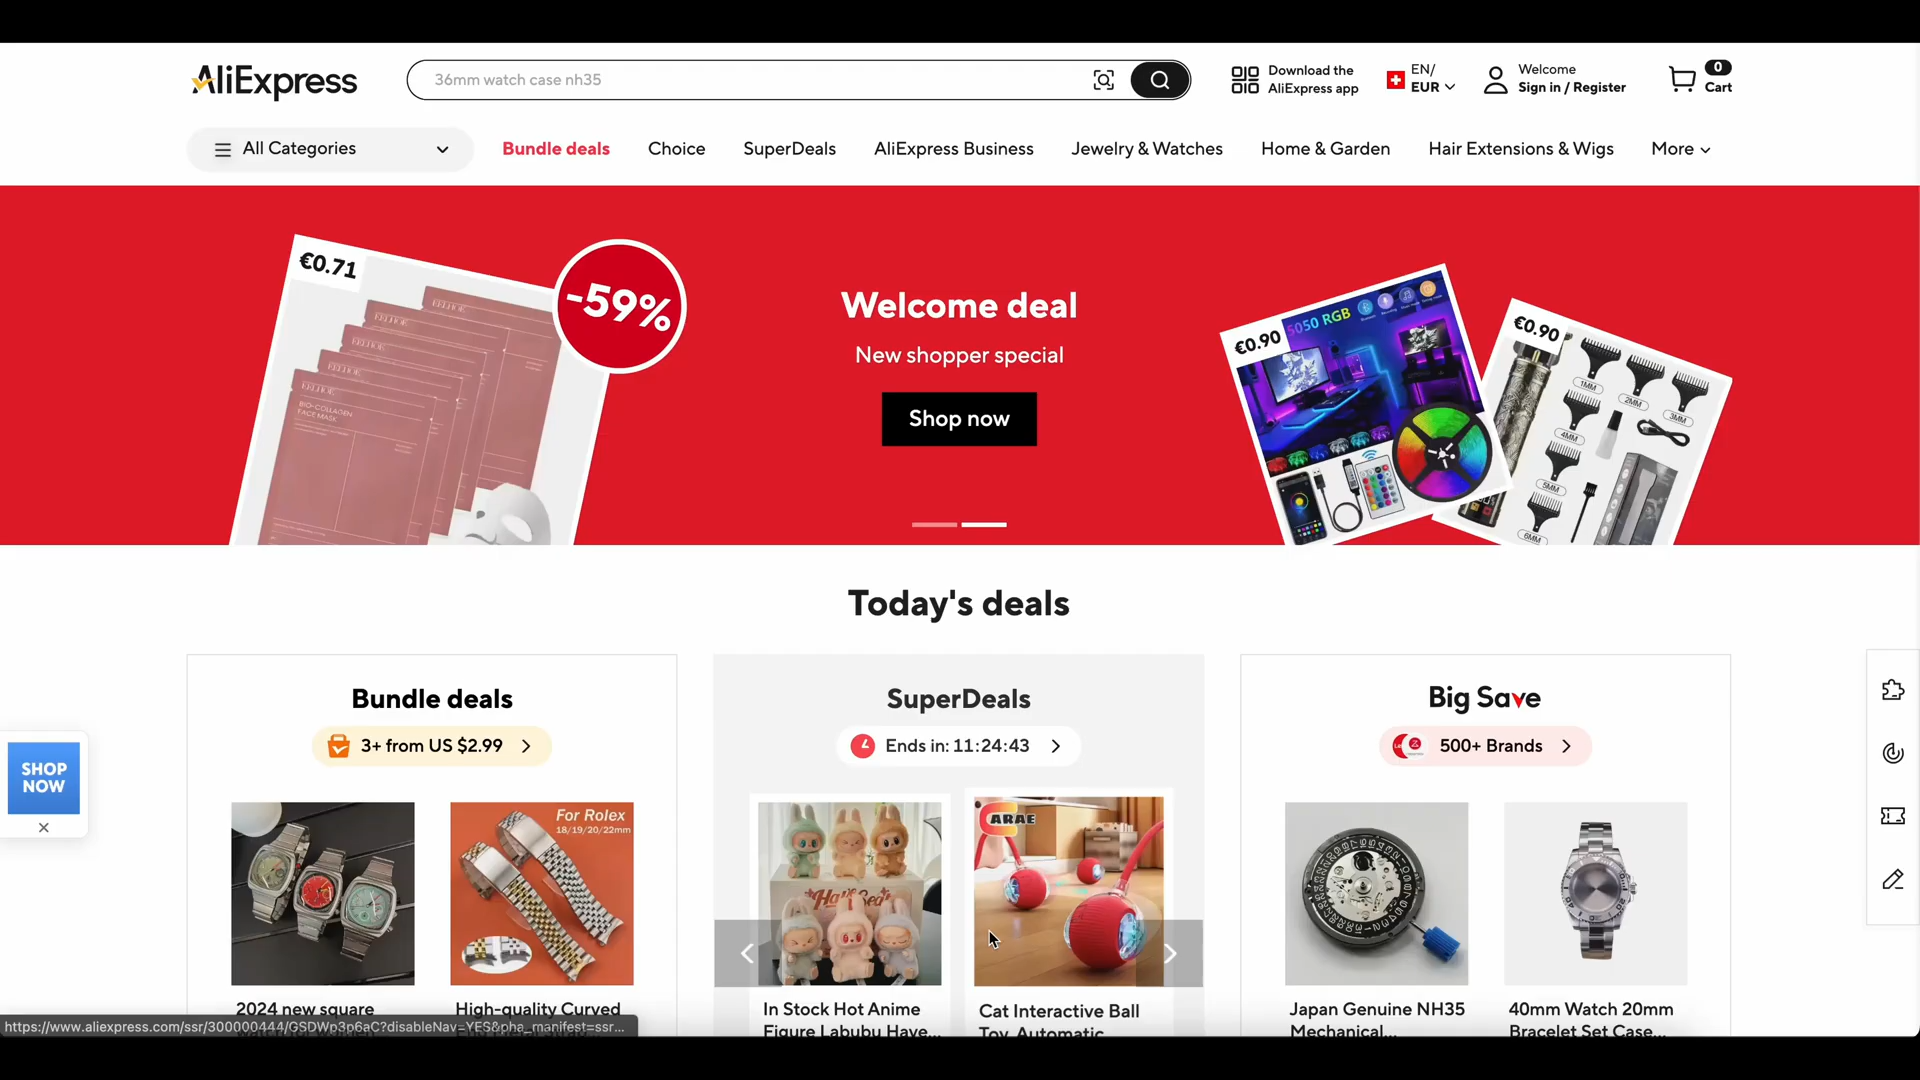 AliExpress
36mm watch case nh35
Download the
AliExpress app
EN/
EUR
Welcome
Sign in / Register
0
Cart
All Categories
Bundle deals
Choice
SuperDeals
AliExpress Business
Jewelry & Watches
Home & Garden
Hair Extensions & Wigs
More
€0.71
-59%
BIO-COLLAGEN
FACE MASK
Welcome deal
New shopper special
Shop now
€0.90
5050 RGB
€0.90
1MM
2MM
3MM
4MM
5MM
6MM
Today's deals
Bundle deals
3+ from US $2.99
SuperDeals
Ends in: 11:24:43
Big Save
500+ Brands
SHOP
NOW
For Rolex
18/19/20/22mm
CARAE
2024 new square
High-quality Curved
In Stock Hot Anime
Figure Labubu Have...
Cat Interactive Ball
Toy, Automatic
Japan Genuine NH35
Mechanical...
40mm Watch 20mm
Bracelet Set Case...
https://www.aliexpress.com/ssr/300000444/GSDWp3p6aC?disableNav=YES&pha_manifest=ssr...